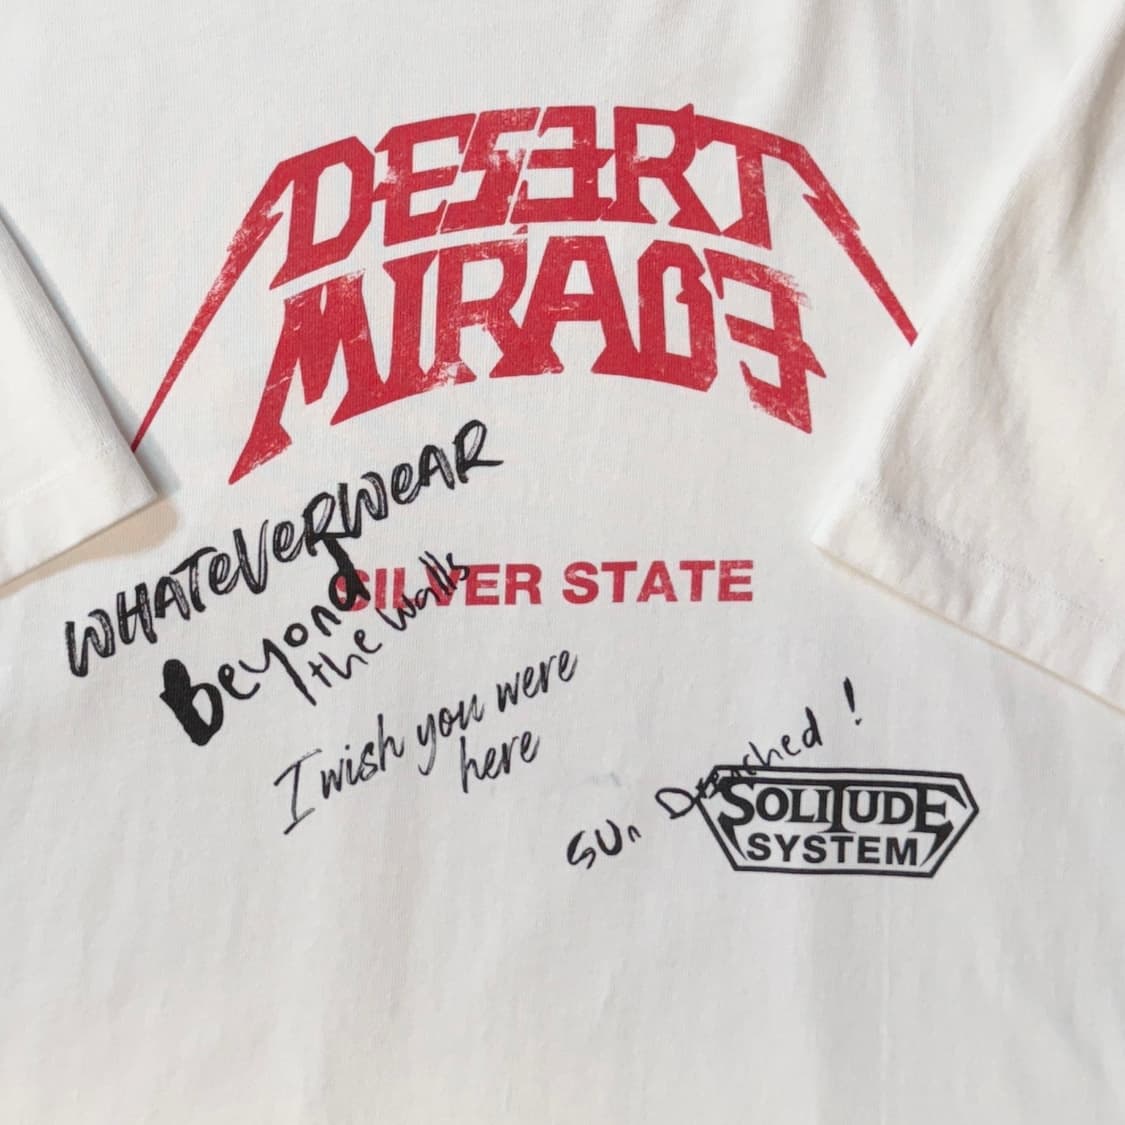 DESERT
MIRAGE
WHATEVERWEAR
SILVER STATE
Beyond
the walls
I wish you were
here
SUn Drenched !
SOLITUDE
SYSTEM